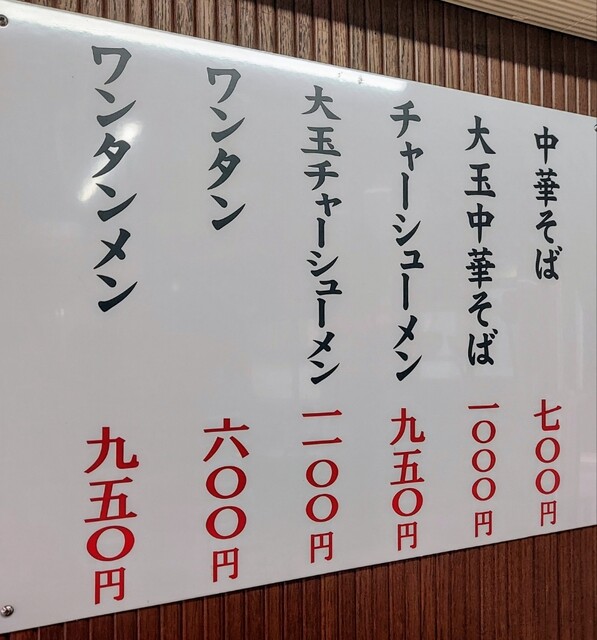 中華そば 七〇〇円
大玉中華そば 一〇〇〇円
チャーシューメン 九五〇円
大玉チャーシューメン 一一〇〇円
ワンタン 六〇〇円
ワンタンメン 九五〇円